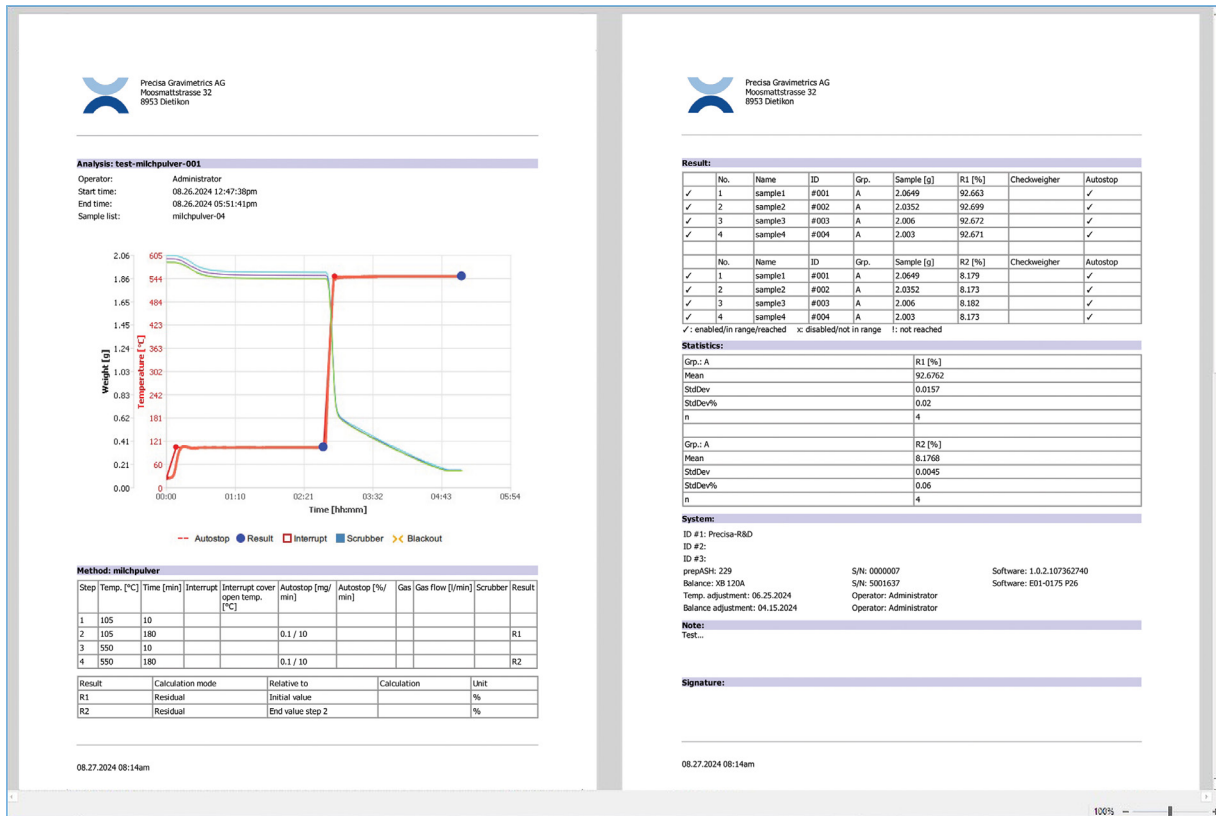 Precisa Gravimetrics AG
Moosmattstrasse 32
8953 Dietikon
Analysis: test-milchpulver-001
Operator: Administrator
Start time: 08.26.2024 12:47:38pm
End time: 08.26.2024 05:51:41pm
Sample list: milchpulver-04
Weight [g]
2.06
1.86
1.65
1.45
1.24
1.03
0.83
0.62
0.41
0.21
0.00
Temperature [°C]
605
544
484
423
363
302
242
181
121
60
0
00:00 01:10 02:21 03:32 04:43 05:54
Time [hh:mm]
Autostop Result Interrupt Scrubber Blackout
Method: milchpulver
Step Temp. [°C] Time [min] Interrupt Interrupt cover open temp. [°C] Autostop [mg/min] Autostop [%/min] Gas Gas flow [l/min] Scrubber Result
1 105 10
2 105 180 0.1 / 10 R1
3 550 10
4 550 180 0.1 / 10 R2
Result Calculation mode Relative to Calculation Unit
R1 Residual Initial value %
R2 Residual End value step 2 %
08.27.2024 08:14am
Precisa Gravimetrics AG
Moosmattstrasse 32
8953 Dietikon
Result:
No. Name ID Grp. Sample [g] R1 [%] Checkweigher Autostop
✓ 1 sample1 #001 A 2.0649 92.663 ✓
✓ 2 sample2 #002 A 2.0352 92.699 ✓
✓ 3 sample3 #003 A 2.006 92.672 ✓
✓ 4 sample4 #004 A 2.003 92.671 ✓
No. Name ID Grp. Sample [g] R2 [%] Checkweigher Autostop
✓ 1 sample1 #001 A 2.0649 8.179 ✓
✓ 2 sample2 #002 A 2.0352 8.173 ✓
✓ 3 sample3 #003 A 2.006 8.182 ✓
✓ 4 sample4 #004 A 2.003 8.173 ✓
✓: enabled/in range/reached x: disabled/not in range !: not reached
Statistics:
Grp.: A R1 [%]
Mean 92.6762
StdDev 0.0157
StdDev% 0.02
n 4
Grp.: A R2 [%]
Mean 8.1768
StdDev 0.0045
StdDev% 0.06
n 4
System:
ID #1: Precisa-R&D
ID #2:
ID #3:
prepASH: 229 S/N: 0000007 Software: 1.0.2.107362740
Balance: XB 120A S/N: 5001637 Software: E01-0175 P26
Temp. adjustment: 06.25.2024 Operator: Administrator
Balance adjustment: 04.15.2024 Operator: Administrator
Note:
Test...
Signature:
08.27.2024 08:14am
100%